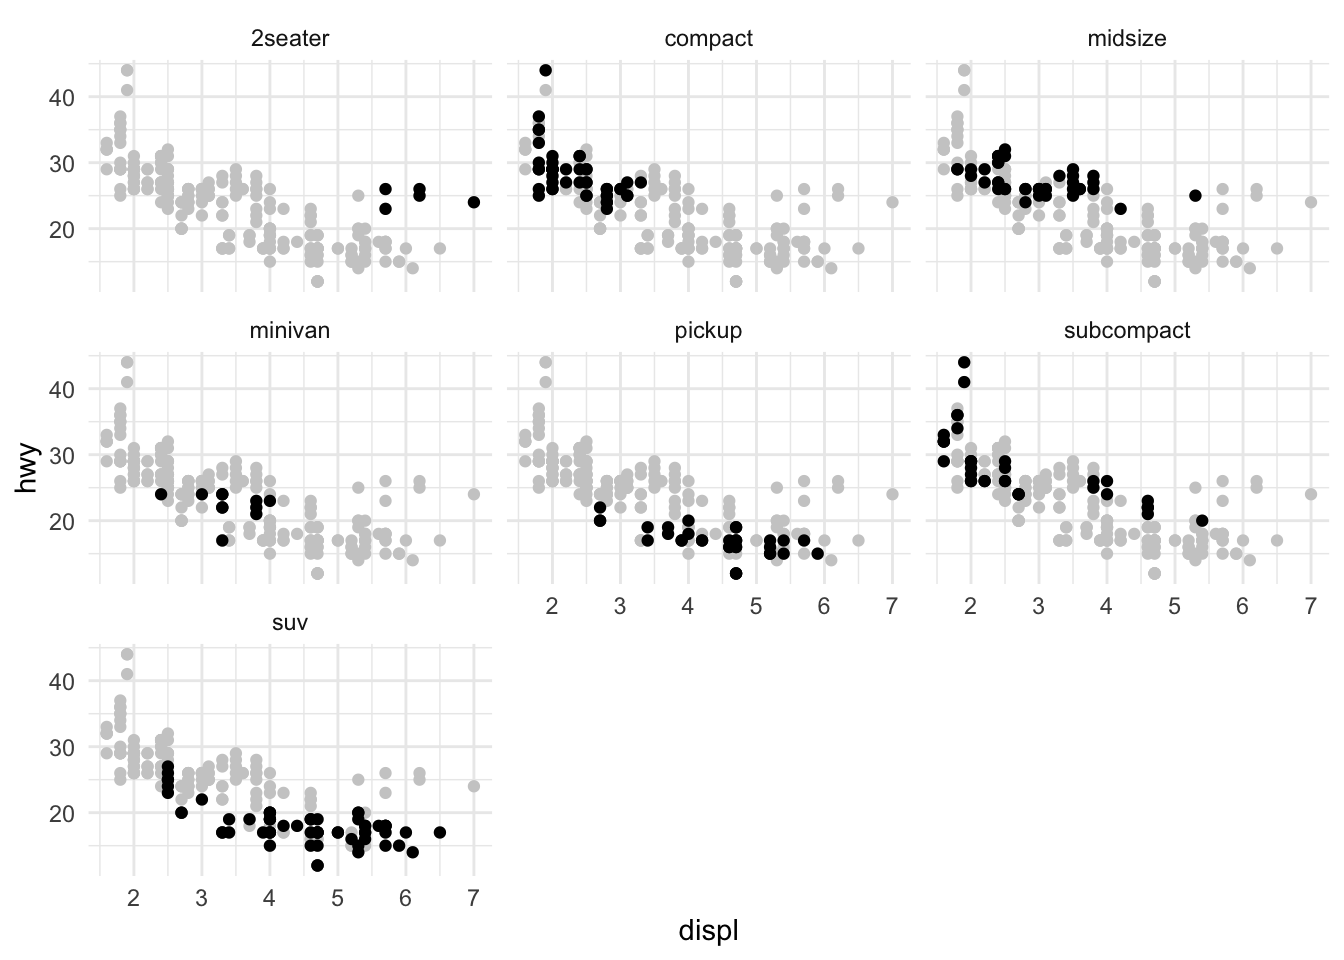 2seater compact midsize
40
30
20
minivan pickup subcompact
40
30
20
2 3 4 5 6 7 2 3 4 5 6 7
suv
40
30
20
2 3 4 5 6 7
hwy
displ